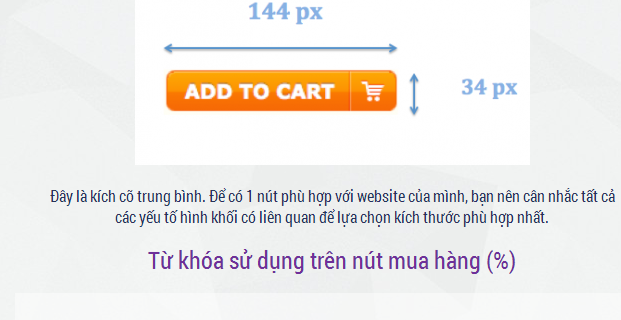 144 px
ADD TO CART
34 px
Đây là kích cỡ trung bình. Để có 1 nút phù hợp với website của mình, bạn nên cân nhắc tất cả
các yếu tố hình khối có liên quan để lựa chọn kích thước phù hợp nhất.
Từ khóa sử dụng trên nút mua hàng (%)